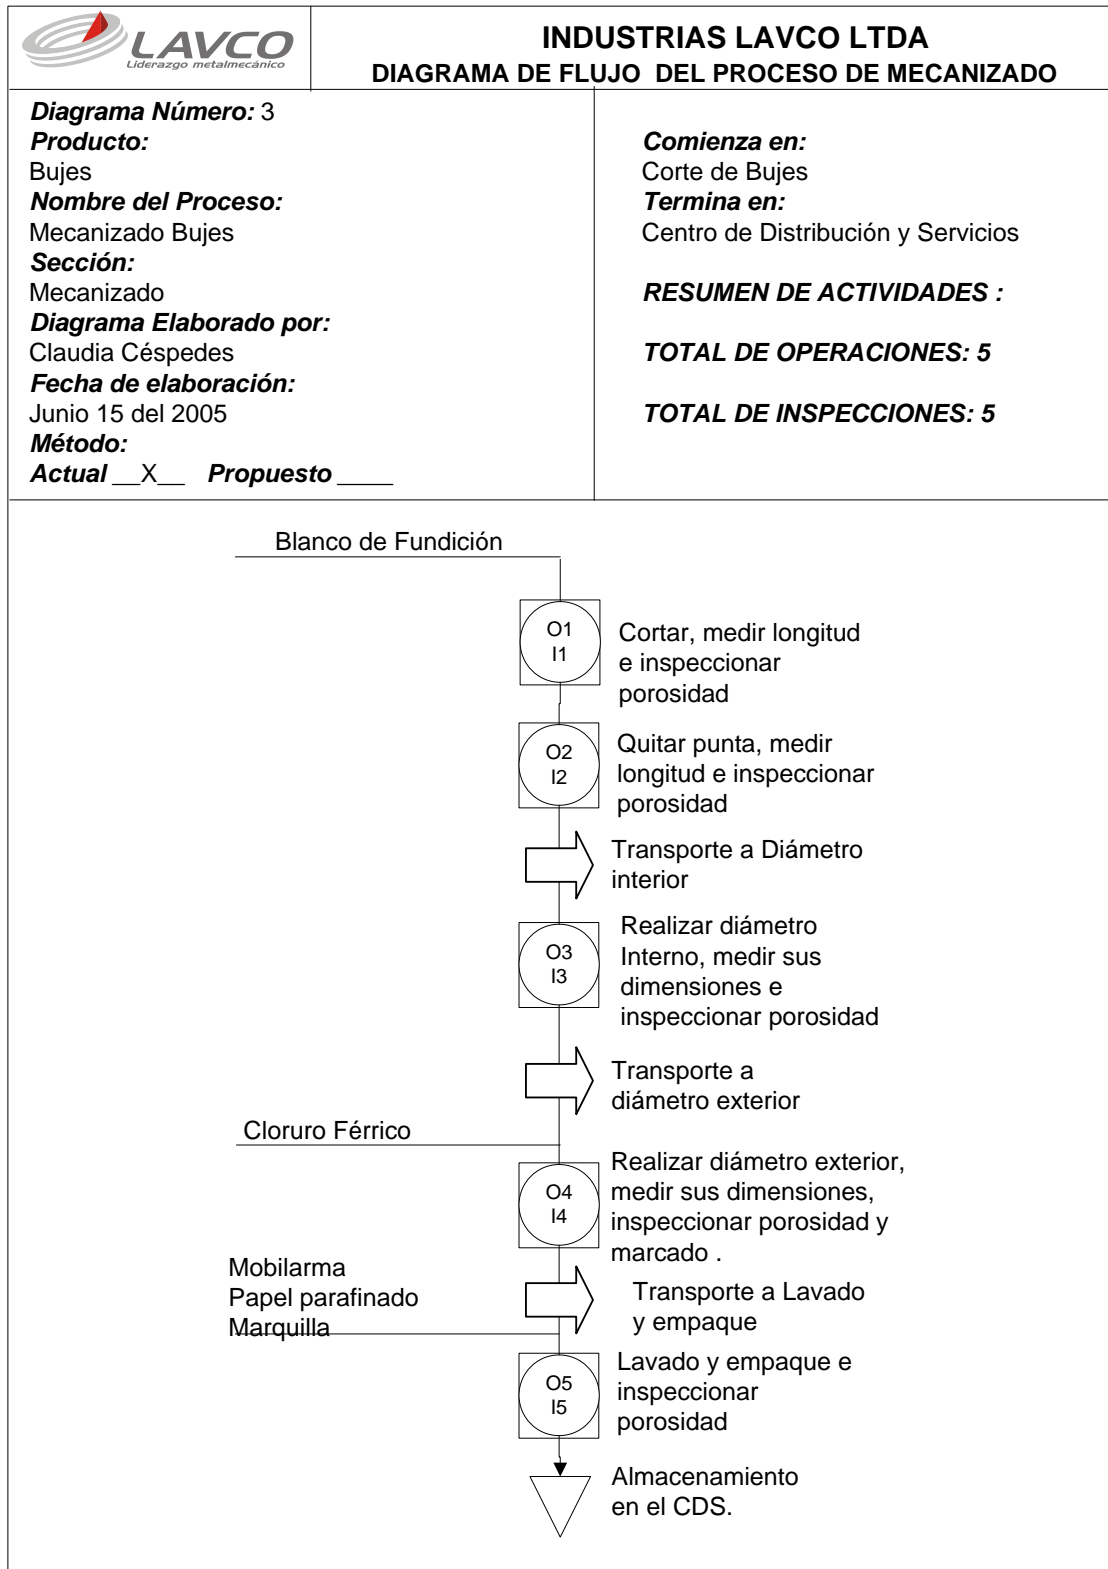 LAVCO
Liderazgo metalmecánico
INDUSTRIAS LAVCO LTDA
DIAGRAMA DE FLUJO DEL PROCESO DE MECANIZADO
Diagrama Número: 3
Producto:
Bujes
Nombre del Proceso:
Mecanizado Bujes
Sección:
Mecanizado
Diagrama Elaborado por:
Claudia Céspedes
Fecha de elaboración:
Junio 15 del 2005
Método:
Actual __X__ Propuesto ____
Comienza en:
Corte de Bujes
Termina en:
Centro de Distribución y Servicios
RESUMEN DE ACTIVIDADES :
TOTAL DE OPERACIONES: 5
TOTAL DE INSPECCIONES: 5
Blanco de Fundición
O1
I1
Cortar, medir longitud
e inspeccionar
porosidad
O2
I2
Quitar punta, medir
longitud e inspeccionar
porosidad
Transporte a Diámetro
interior
O3
I3
Realizar diámetro
Interno, medir sus
dimensiones e
inspeccionar porosidad
Transporte a
diámetro exterior
Cloruro Férrico
O4
I4
Realizar diámetro exterior,
medir sus dimensiones,
inspeccionar porosidad y
marcado .
Mobilarma
Papel parafinado
Marquilla
Transporte a Lavado
y empaque
O5
I5
Lavado y empaque e
inspeccionar
porosidad
Almacenamiento
en el CDS.